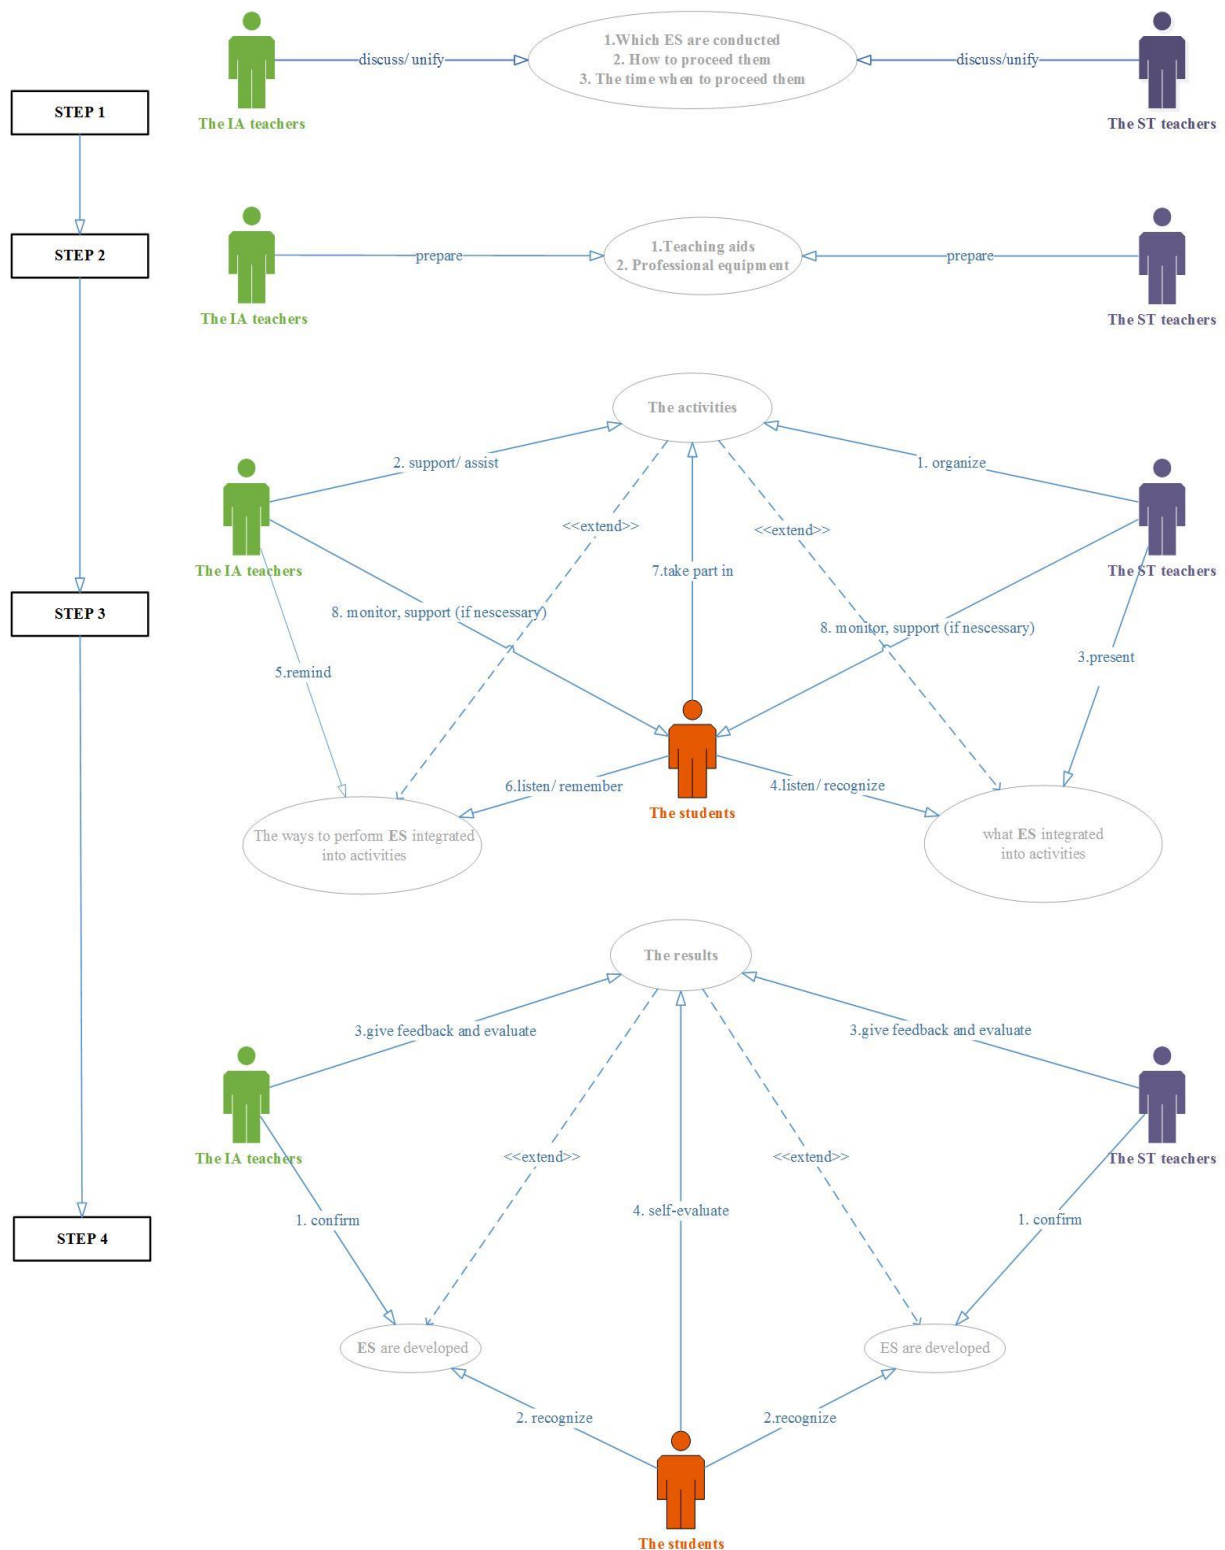 1.Which ES are conducted
2. How to proceed them
3. The time when to proceed them
discuss/ unify
discuss/unify
STEP 1
The IA teachers
The ST teachers
STEP 2
1.Teaching aids
2. Professional equipment
prepare
prepare
The IA teachers
The ST teachers
The activities
2. support/ assist
1. organize
<<extend>>
<<extend>>
The IA teachers
7.take part in
The ST teachers
STEP 3
8. monitor, support (if nescessary)
8. monitor, support (if nescessary)
5.remind
3.present
6.listen/ remember
4.listen/ recognize
The students
The ways to perform ES integrated
into activities
what ES integrated
into activities
The results
3.give feedback and evaluate
3.give feedback and evaluate
The IA teachers
<<extend>>
<<extend>>
The ST teachers
STEP 4
1. confirm
4. self-evaluate
1. confirm
ES are developed
ES are developed
2. recognize
2.recognize
The students